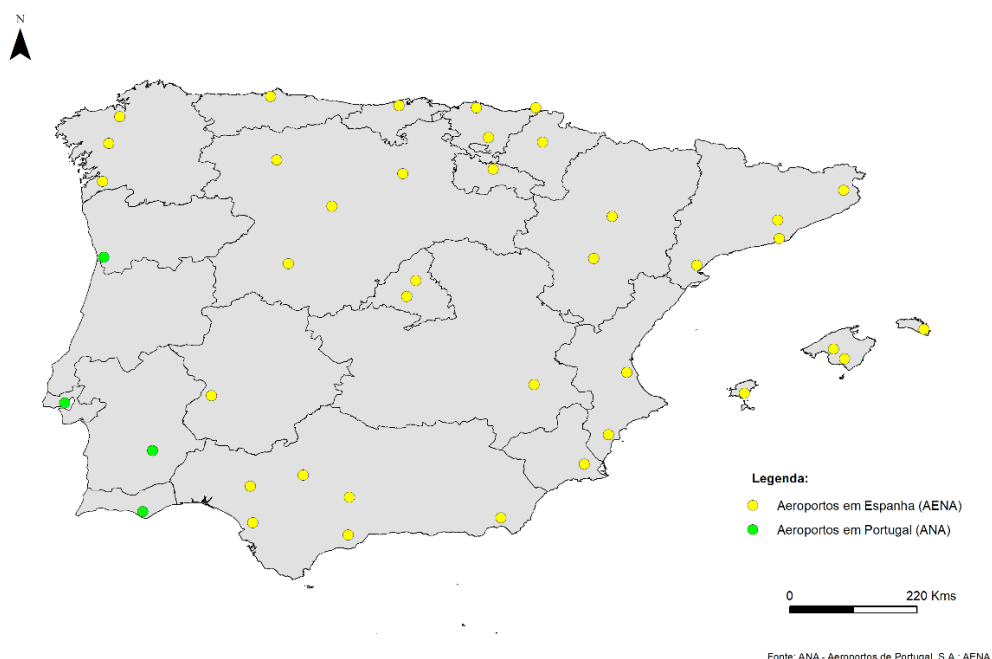 N
Legenda:
Aeroportos em Espanha (AENA)
Aeroportos em Portugal (ANA)
0 220 Kms
Fonte: ANA - Aeroportos de Portugal, S.A.; AENA